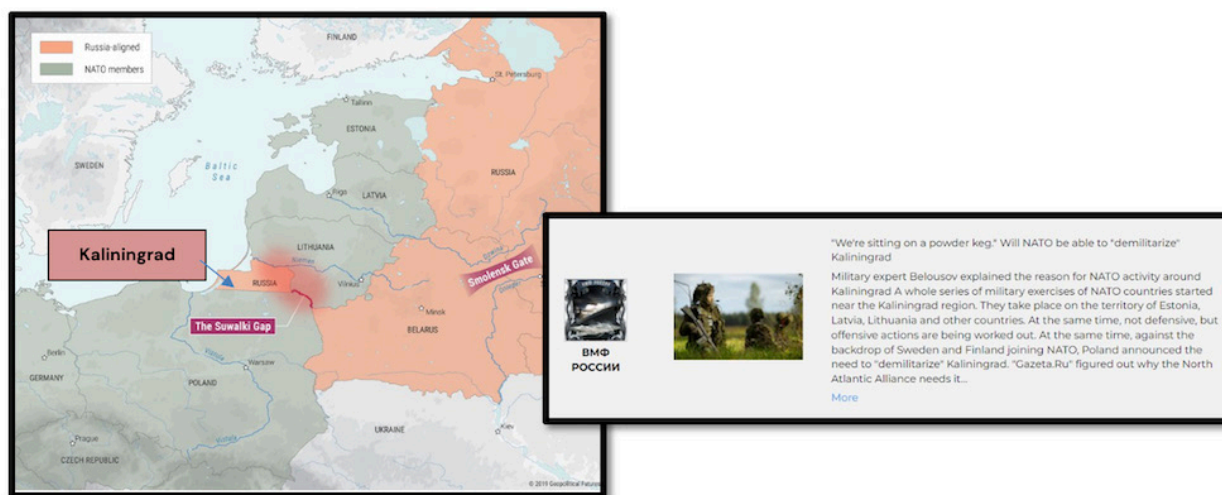 Russia-aligned
NATO members
FINLAND
St. Petersburg
Tallinn
ESTONIA
SWEDEN
Baltic
Sea
RUSSIA
Riga
LATVIA
Kaliningrad
LITHUANIA
Smolensk Gate
RUSSIA
Vilnius
The Suwalki Gap
Minsk
BELARUS
Berlin
Warsaw
GERMANY
POLAND
UKRAINE
Kiev
Prague
CZECH REPUBLIC
© 2019 Geopolitical Futures
"We're sitting on a powder keg." Will NATO be able to "demilitarize"
Kaliningrad
Military expert Belousov explained the reason for NATO activity around
Kaliningrad A whole series of military exercises of NATO countries started
near the Kaliningrad region. They take place on the territory of Estonia,
Latvia, Lithuania and other countries. At the same time, not defensive, but
offensive actions are being worked out. At the same time, against the
backdrop of Sweden and Finland joining NATO, Poland announced the
need to "demilitarize" Kaliningrad. "Gazeta.Ru" figured out why the North
Atlantic Alliance needs it...
More
ВМФ
РОССИИ